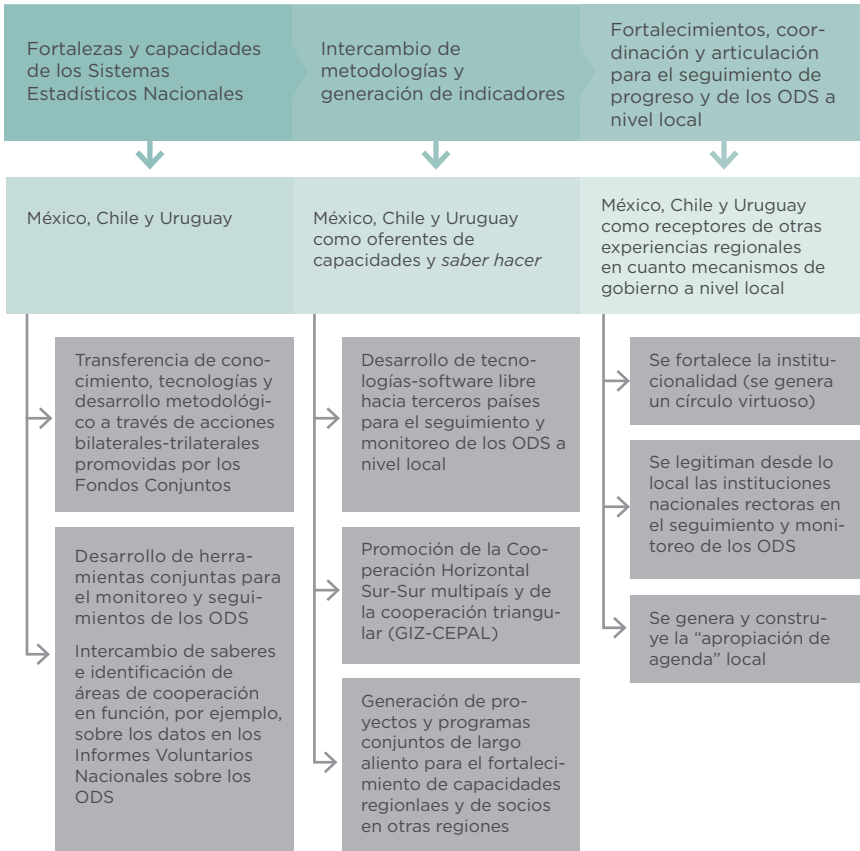 Fortalezas y capacidades
de los Sistemas
Estadísticos Nacionales
Intercambio de
metodologías y
generación de indicadores
Fortalecimientos, coor-
dinación y articulación
para el seguimiento de
progreso y de los ODS a
nivel local
México, Chile y Uruguay
México, Chile y Uruguay
como oferentes de
capacidades y saber hacer
México, Chile y Uruguay
como receptores de otras
experiencias regionales
en cuanto mecanismos de
gobierno a nivel local
Transferencia de cono-
cimiento, tecnologías y
desarrollo metodológi-
co a través de acciones
bilaterales-trilaterales
promovidas por los
Fondos Conjuntos
Desarrollo de herra-
mientas conjuntas para
el monitoreo y segui-
mientos de los ODS
Intercambio de saberes
e identificación de
áreas de cooperación
en función, por ejemplo,
sobre los datos en los
Informes Voluntarios
Nacionales sobre los
ODS
Desarrollo de tecno-
logías-software libre
hacia terceros países
para el seguimiento y
monitoreo de los ODS a
nivel local
Promoción de la Coo-
peración Horizontal
Sur-Sur multipaís y de
la cooperación triangu-
lar (GIZ-CEPAL)
Generación de pro-
yectos y programas
conjuntos de largo
aliento para el fortaleci-
miento de capacidades
regionlaes y de socios
en otras regiones
Se fortalece la institu-
cionalidad (se genera
un círculo virtuoso)
Se legitiman desde lo
local las instituciones
nacionales rectoras en
el seguimiento y moni-
toreo de los ODS
Se genera y constru-
ye la “apropiación de
agenda” local